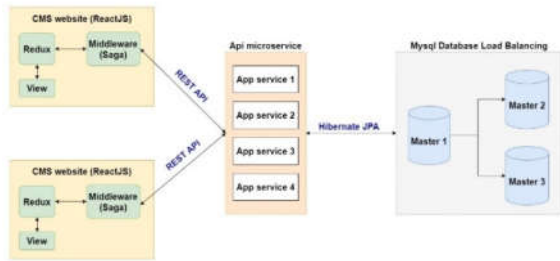 CMS website (ReactJS)
Redux
Middleware
(Saga)
View
REST API
Api microservice
App service 1
App service 2
App service 3
App service 4
Hibernate JPA
Mysql Database Load Balancing
Master 1
Master 2
Master 3
REST API
CMS website (ReactJS)
Redux
Middleware
(Saga)
View